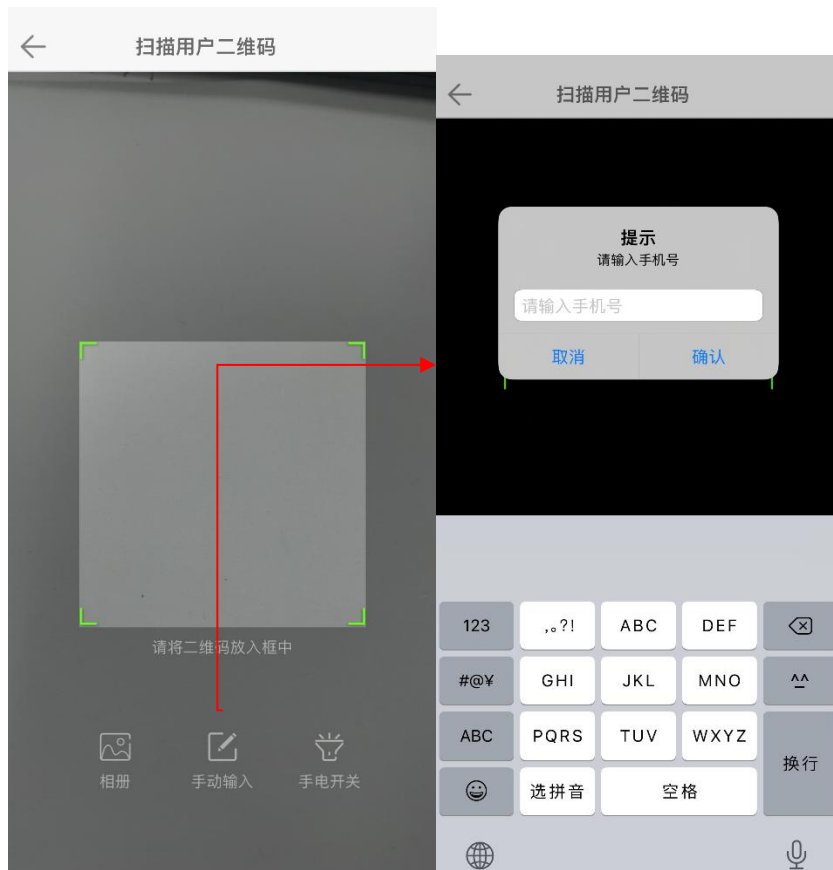 扫描用户二维码
请将二维码放入框中
相册 手动输入 手电开关
扫描用户二维码
提示
请输入手机号
请输入手机号
取消 确认
123 ,。?! ABC DEF
#@¥ GHI JKL MNO ^^
ABC PQRS TUV WXYZ
换行
选拼音 空格